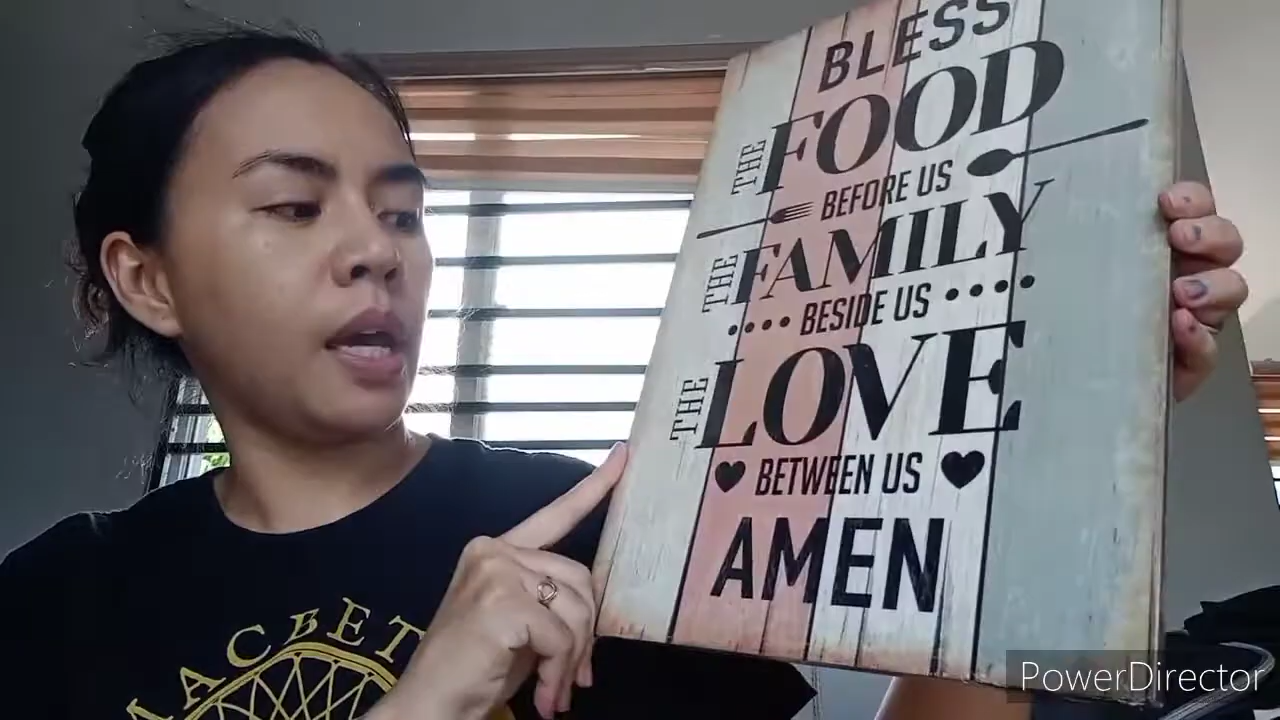 BLESS
THE FOOD
BEFORE US
THE FAMILY
BESIDE US
THE LOVE
BETWEEN US
AMEN
PowerDirector